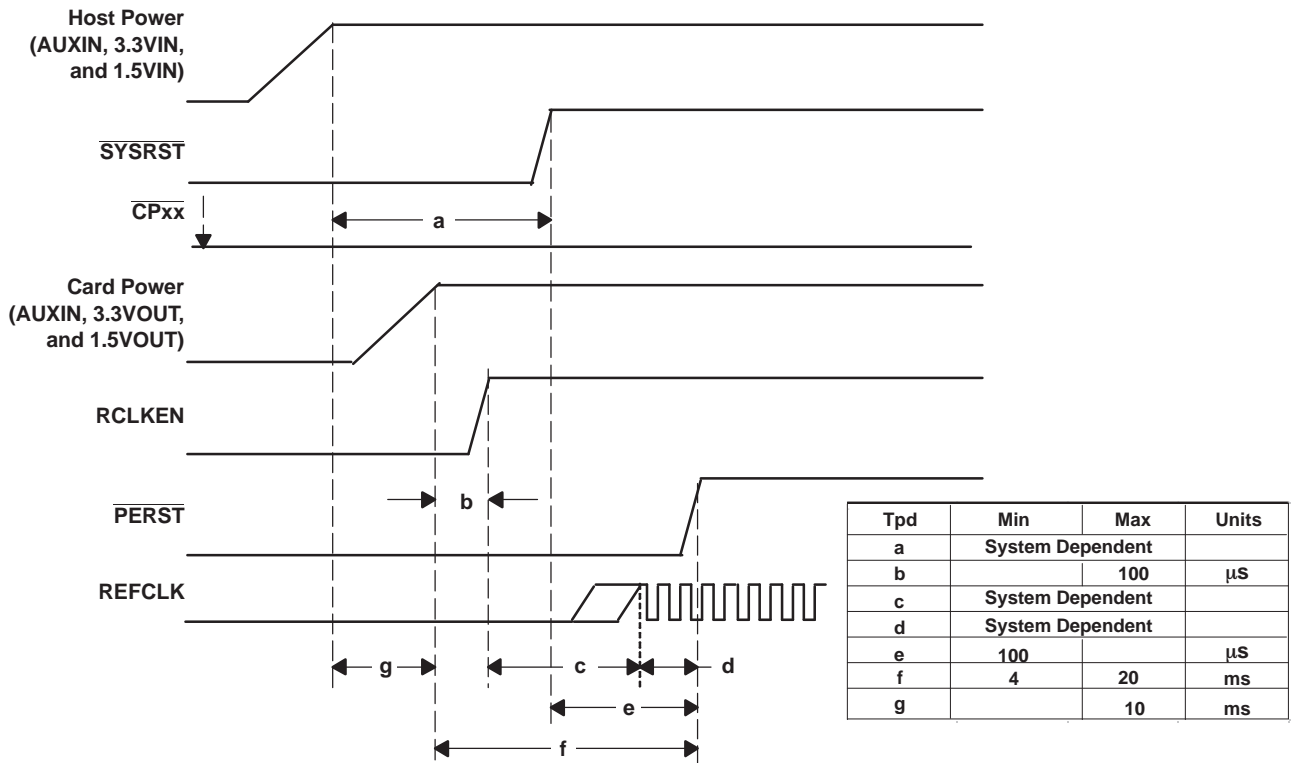 Host Power
(AUXIN, 3.3VIN,
and 1.5VIN)
SYSRST
CPxx
a
Card Power
(AUXIN, 3.3VOUT,
and 1.5VOUT)
RCLKEN
b
PERST
REFCLK
g
c
d
e
f
Tpd Min Max Units
a System Dependent
b 100 µs
c System Dependent
d System Dependent
e 100 µs
f 4 20 ms
g 10 ms